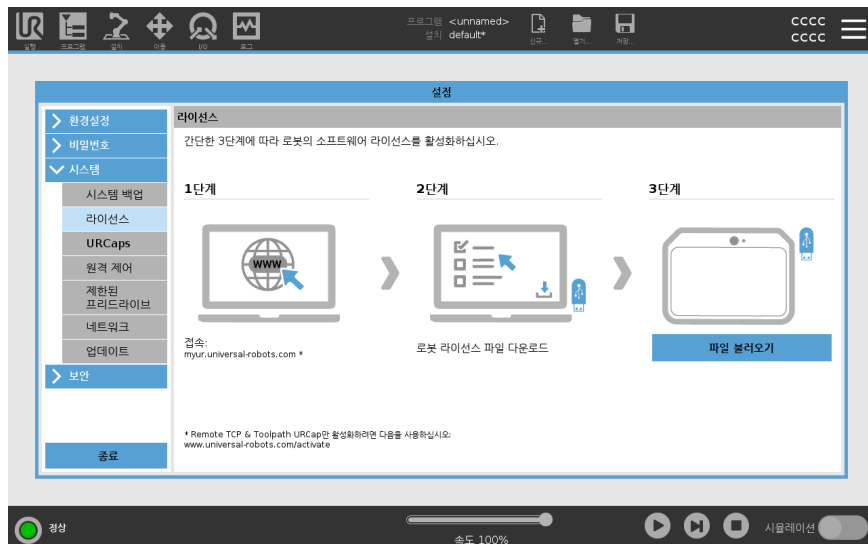 UR
실행
프로그램
설치
이동
I/O
로그
프로그램 <unnamed>
설치 default*
신규...
열기...
저장...
cccc
cccc
설정
환경설정
비밀번호
시스템
시스템 백업
라이선스
URCaps
원격 제어
제한된
프리드라이브
네트워크
업데이트
보안
종료
라이선스
간단한 3단계에 따라 로봇의 소프트웨어 라이선스를 활성화하십시오.
1단계
2단계
3단계
www
접속:
myur.universal-robots.com *
로봇 라이선스 파일 다운로드
파일 불러오기
* Remote TCP & Toolpath URCap만 활성화하려면 다음을 사용하십시오:
www.universal-robots.com/activate
정상
속도 100%
시뮬레이션